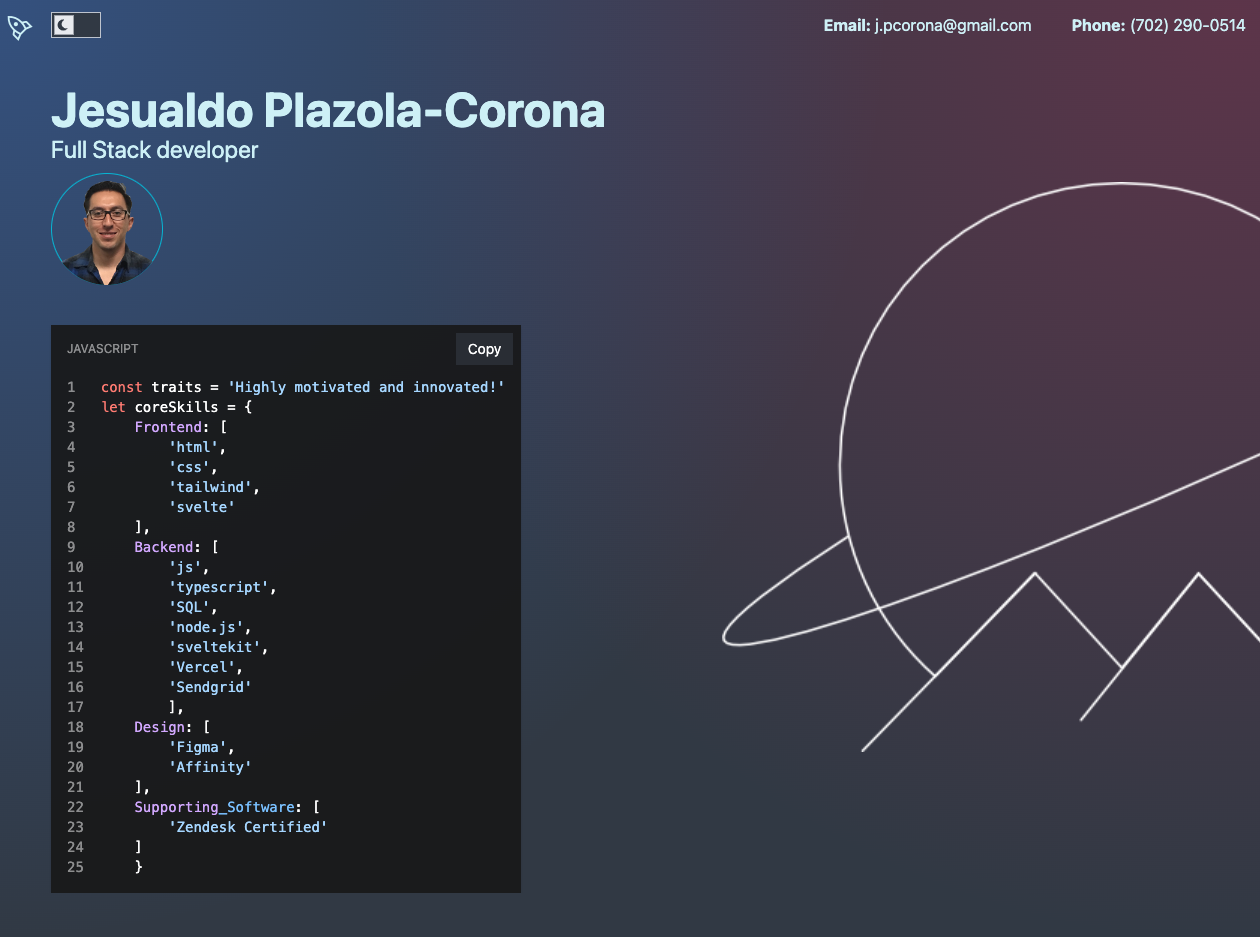 Email: j.pcorona@gmail.com Phone: (702) 290-0514
Jesualdo Plazola-Corona
Full Stack developer
JAVASCRIPT Copy
1 const traits = 'Highly motivated and innovated!'
2 let coreSkills = {
3     Frontend: [
4         'html',
5         'css',
6         'tailwind',
7         'svelte'
8     ],
9     Backend: [
10         'js',
11         'typescript',
12         'SQL',
13         'node.js',
14         'sveltekit',
15         'Vercel',
16         'Sendgrid'
17         ],
18     Design: [
19         'Figma',
20         'Affinity'
21     ],
22     Supporting_Software: [
23         'Zendesk Certified'
24     ]
25     }